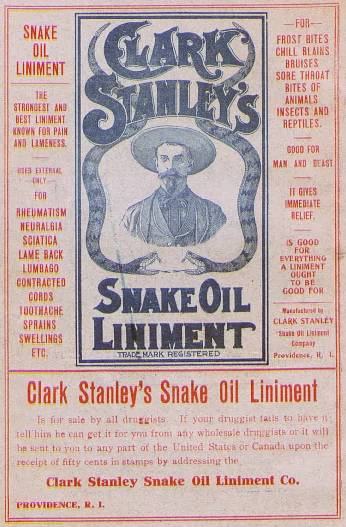 SNAKE
OIL
LINIMENT
THE
STRONGEST AND
BEST LINIMENT
KNOWN FOR PAIN
AND LAMENESS.
USED EXTERNAL
ONLY
FOR
RHEUMATISM
NEURALGIA
SCIATICA
LAME BACK
LUMBAGO
CONTRACTED
CORDS
TOOTHACHE
SPRAINS
SWELLINGS
ETC.
CLARK
STANLEY'S
SNAKE OIL
LINIMENT
TRADE MARK REGISTERED
—FOR—
FROST BITES
CHILL BLAINS
BRUISES
SORE THROAT
BITES OF
ANIMALS
INSECTS AND
REPTILES.
GOOD FOR
MAN AND BEAST
IT GIVES
IMMEDIATE
RELIEF.
IS GOOD
FOR
EVERYTHING
A LINIMENT
OUGHT
TO BE
GOOD FOR
Manufactured by
CLARK STANLEY
Snake Oil Liniment
Company
Providence, R. I.
Clark Stanley's Snake Oil Liniment
Is for sale by all druggists. If your druggist fails to have it
tell him he can get it for you from any wholesale druggists or it will
be sent to you to any part of the United States or Canada upon the
receipt of fifty cents in stamps by addressing the
Clark Stanley Snake Oil Liniment Co.
PROVIDENCE, R. I.